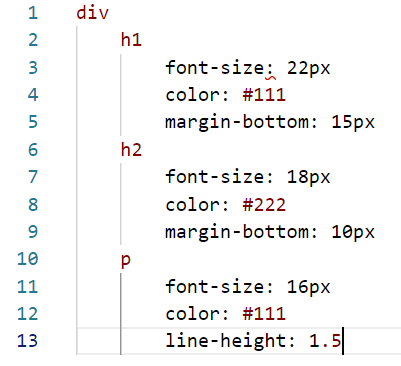 1 div
2 h1
3 font-size: 22px
4 color: #111
5 margin-bottom: 15px
6 h2
7 font-size: 18px
8 color: #222
9 margin-bottom: 10px
10 p
11 font-size: 16px
12 color: #111
13 line-height: 1.5